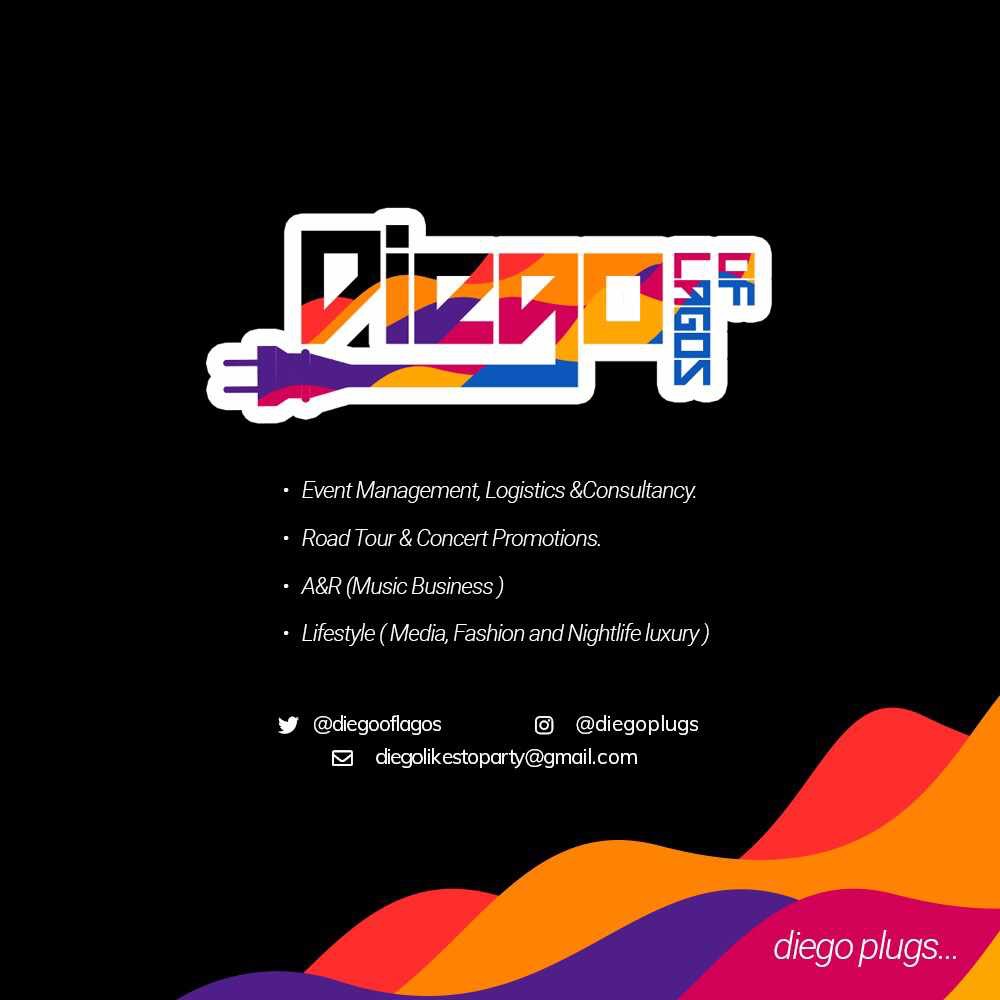 Diego
OF
LAGOS
• Event Management, Logistics &Consultancy.
• Road Tour & Concert Promotions.
• A&R (Music Business )
• Lifestyle ( Media, Fashion and Nightlife luxury )
@diegooflagos @diegoplugs
diegolikestoparty@gmail.com
diego plugs...